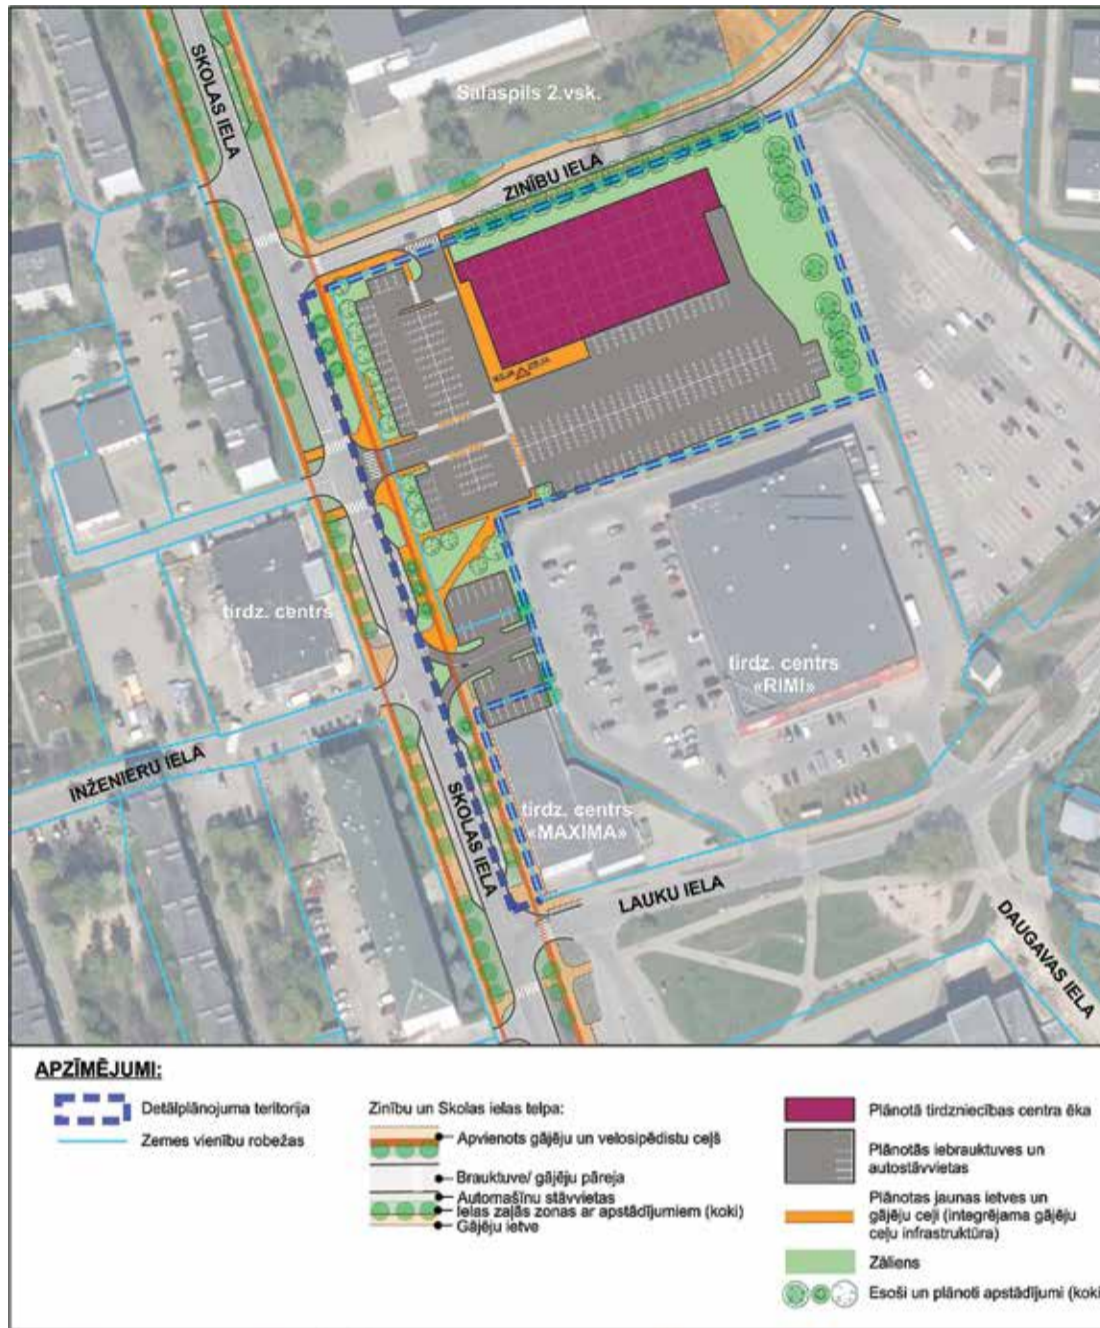 SKOLAS IELA
Salaspils 2.vsk.
ZINĪBU IELA
IEEJA
IZEJA
tirdz. centrs
tirdz. centrs
«RIMI»
INŽENIERU IELA
SKOLAS IELA
tirdz. centrs
«MAXIMA»
LAUKU IELA
DAUGAVAS IELA
APZĪMĒJUMI:
Detālplānojuma teritorija
Zemes vienību robežas
Zinību un Skolas ielas telpa:
Apvienots gājēju un velosipēdistu ceļš
Brauktuve/ gājēju pāreja
Automašīnu stāvvietas
Ielas zaļās zonas ar apstādījumiem (koki)
Gājēju ietve
Plānotā tirdzniecības centra ēka
Plānotās iebrauktuves un
autostāvvietas
Plānotas jaunas ietves un
gājēju ceļi (integrējama gājēju
ceļu infrastruktūra)
Zāliens
Esoši un plānoti apstādījumi (koki